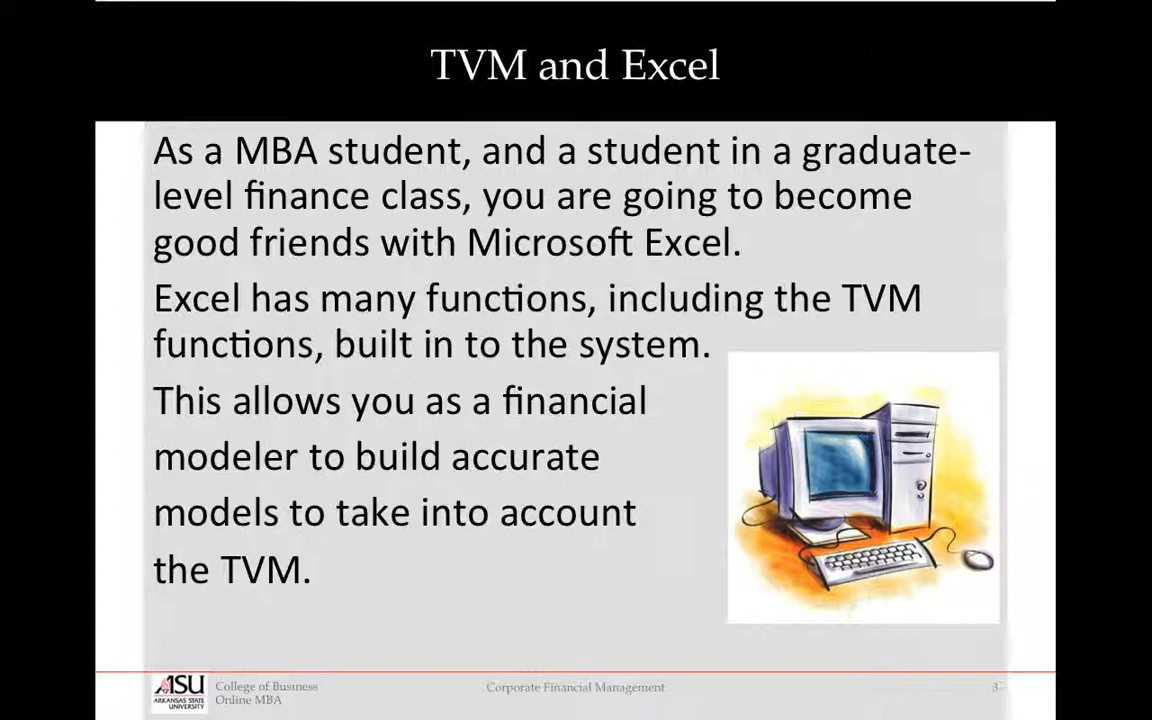 TVM and Excel
As a MBA student, and a student in a graduate-
level finance class, you are going to become
good friends with Microsoft Excel.
Excel has many functions, including the TVM
functions, built in to the system.
This allows you as a financial
modeler to build accurate
models to take into account
the TVM.
ASU
ARKANSAS STATE
UNIVERSITY
College of Business
Online MBA
Corporate Financial Management
3